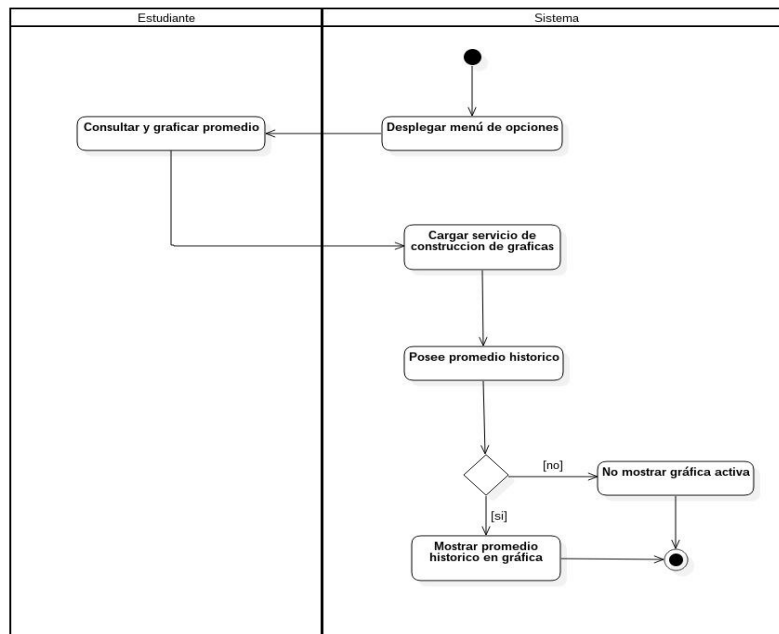 Estudiante
Sistema
Consultar y graficar promedio
Desplegar menú de opciones
Cargar servicio de
construccion de graficas
Posee promedio historico
[no]
No mostrar gráfica activa
[si]
Mostrar promedio
historico en gráfica